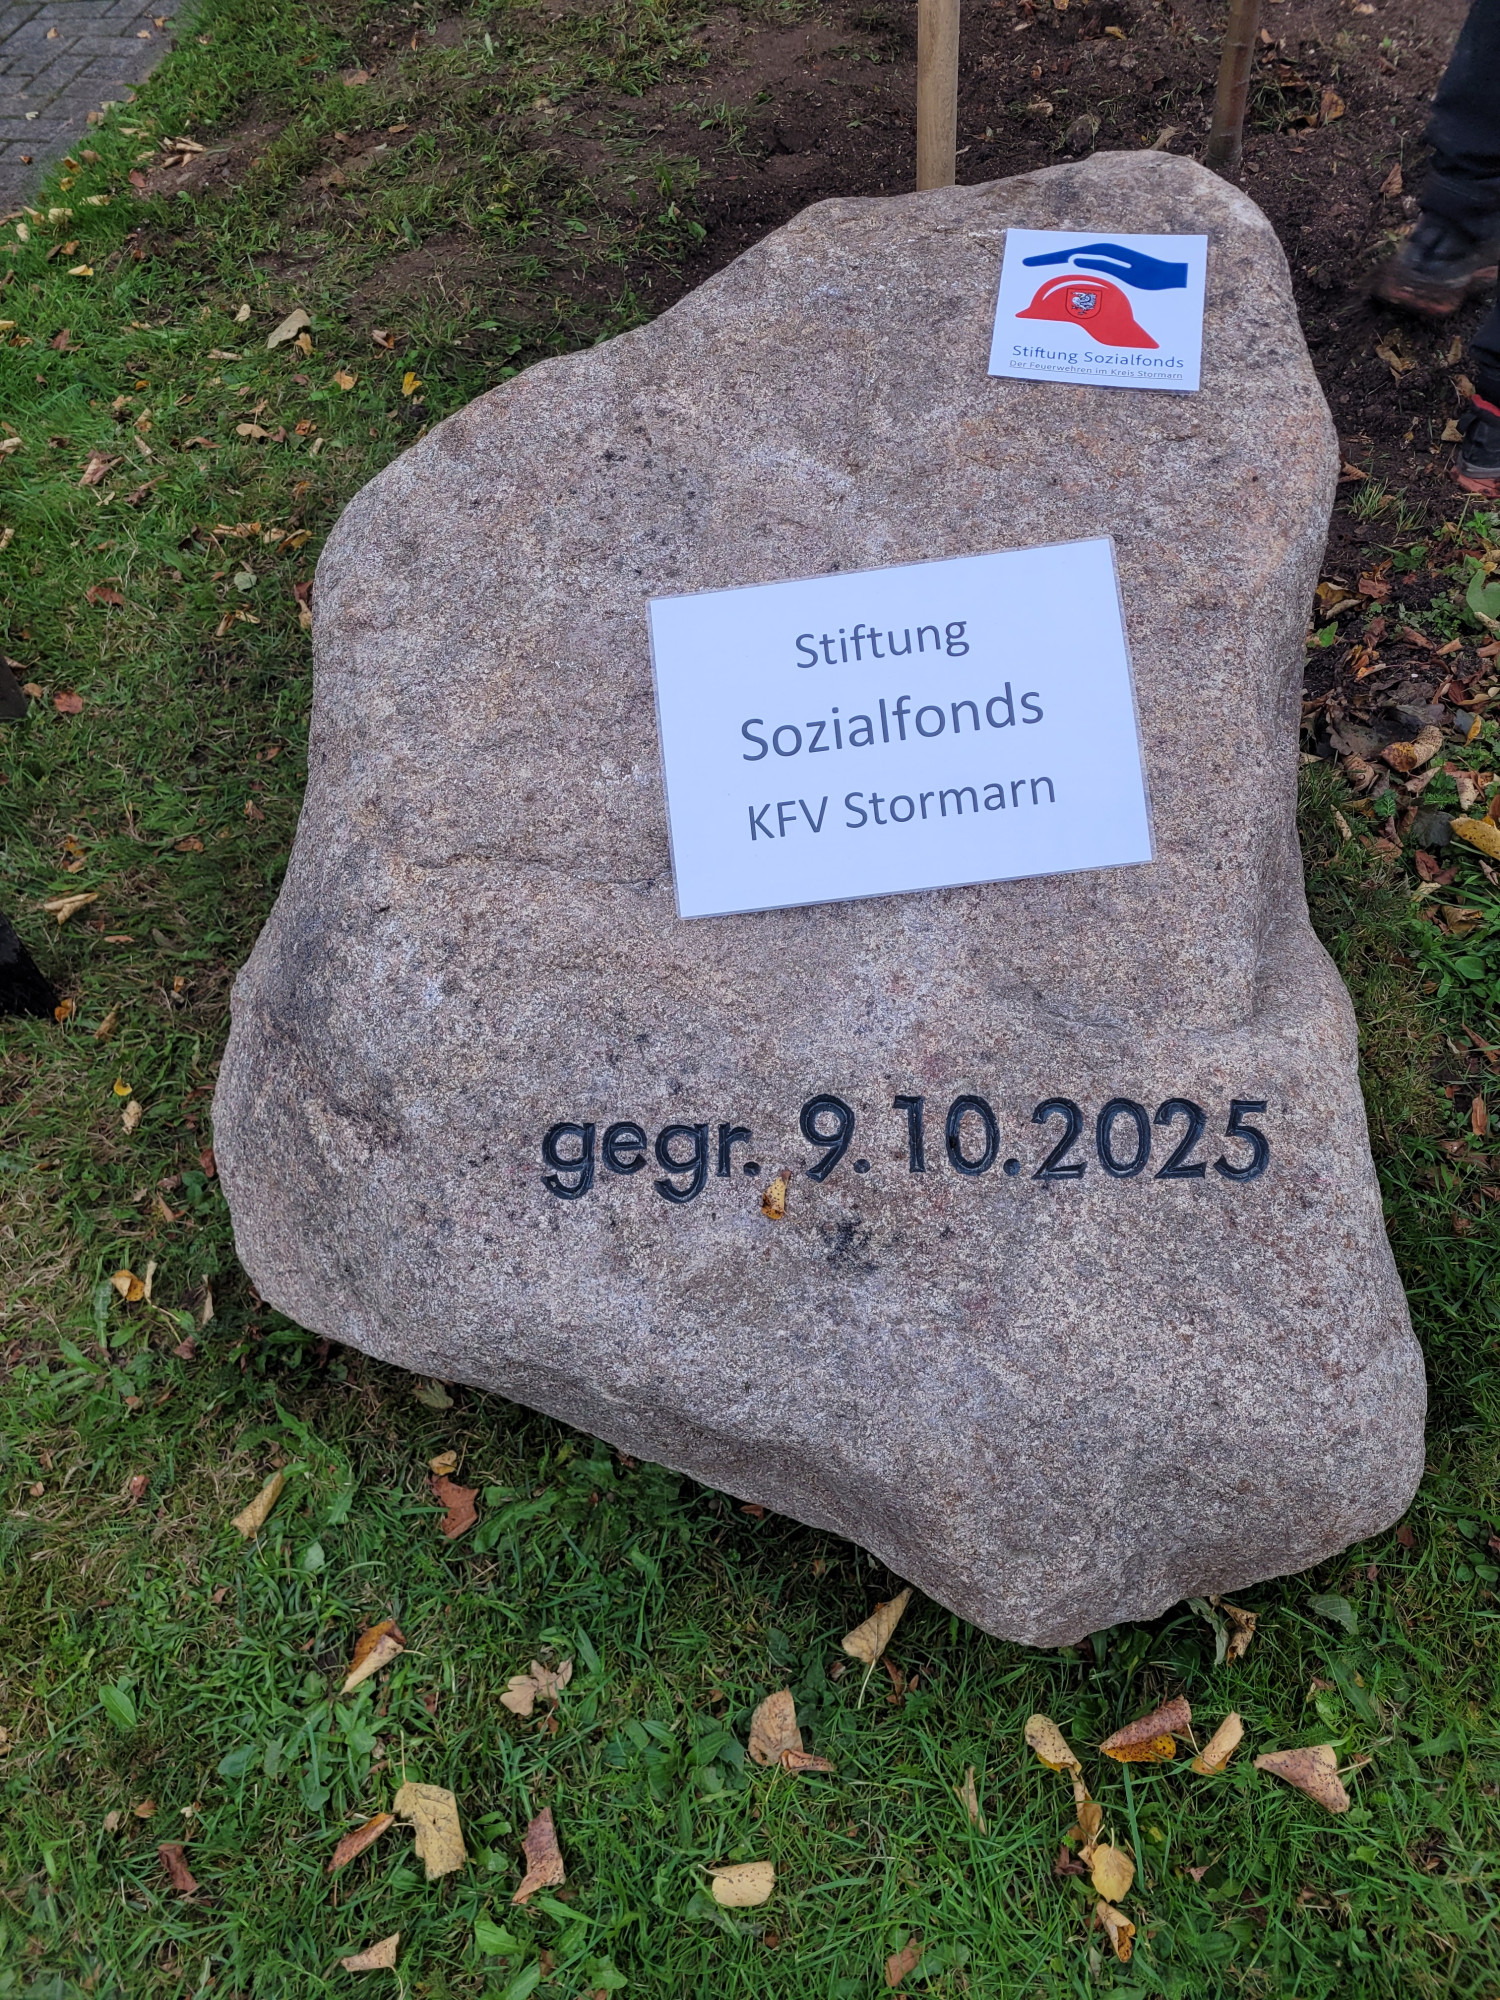 Stiftung Sozialfonds
Der Feuerwehren im Kreis Stormarn
Stiftung
Sozialfonds
KFV Stormarn
gegr. 9.10.2025